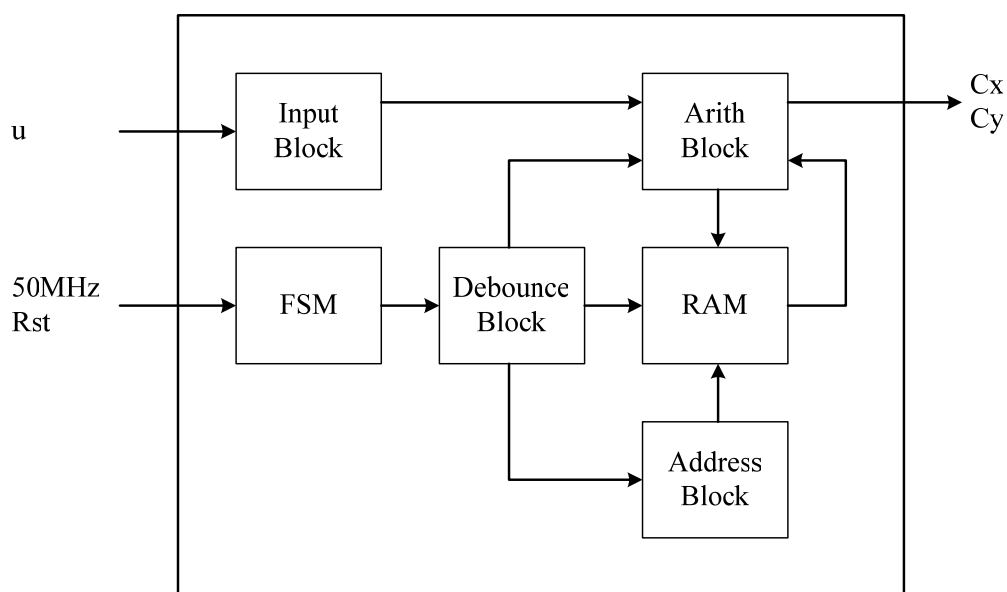 u
Input
Block
Arith
Block
Cx
Cy
50MHz
Rst
FSM
Debounce
Block
RAM
Address
Block